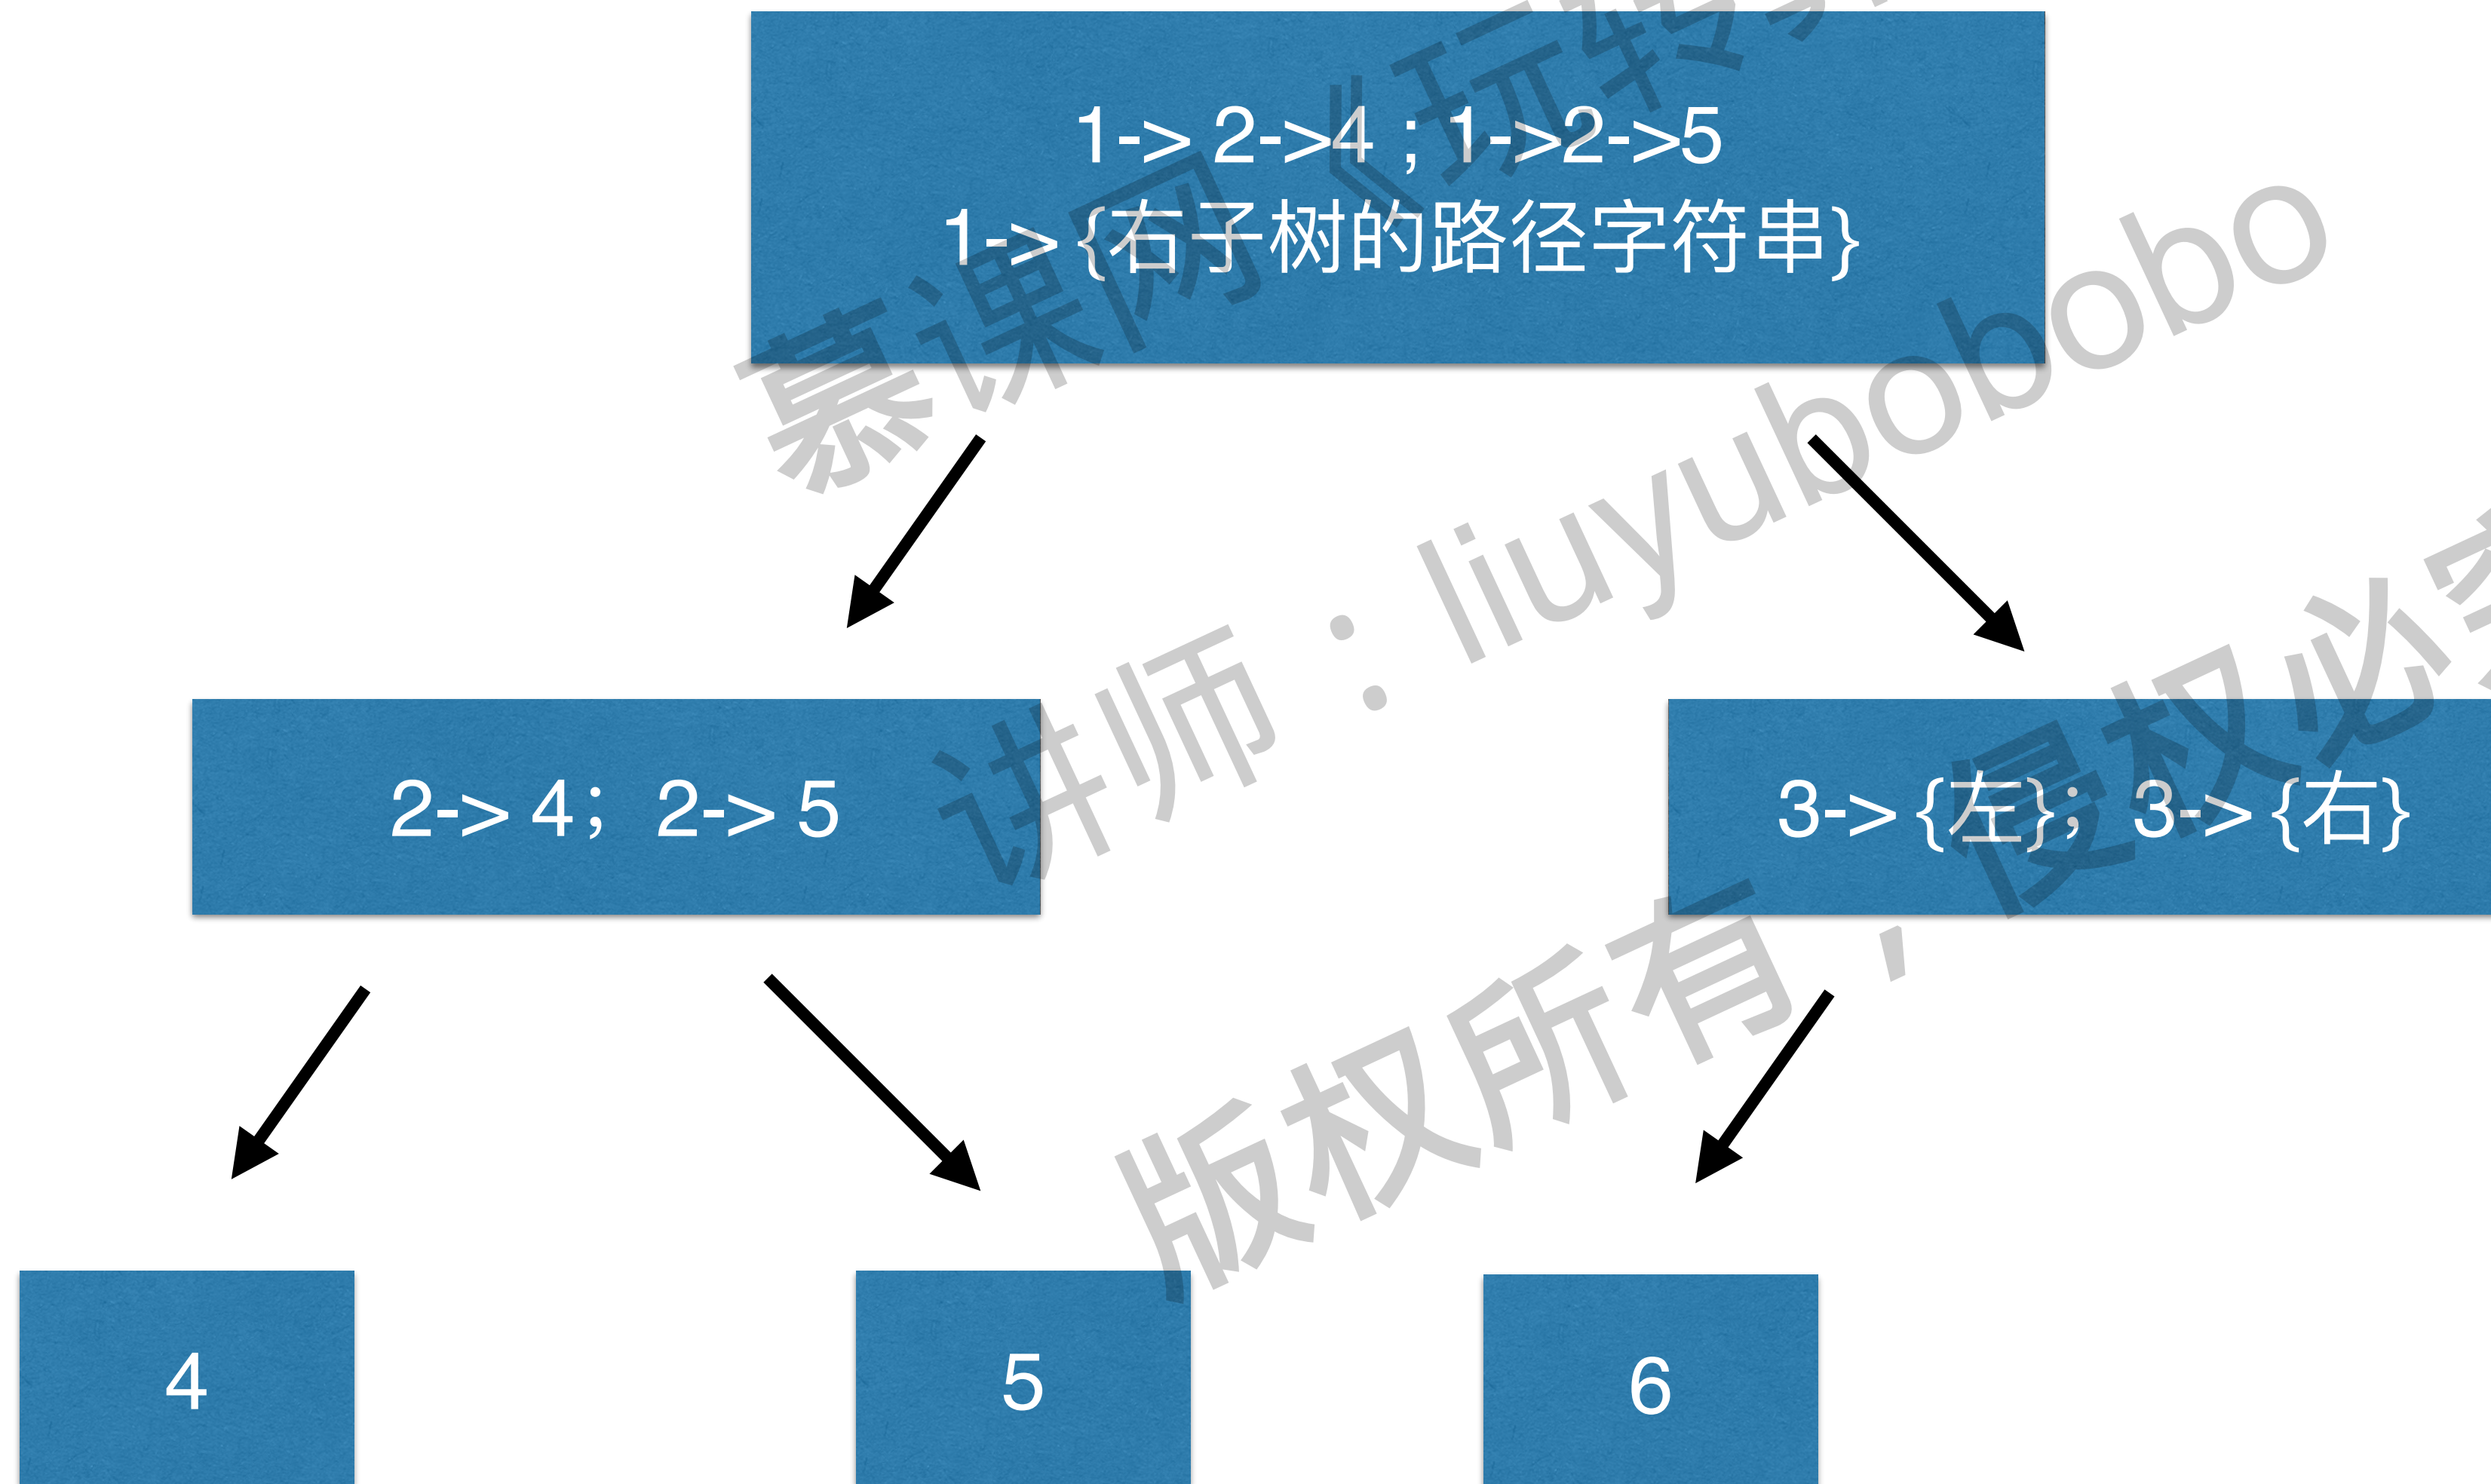 1-> 2->4 ; 1->2->5
1-> {右子树的路径字符串}
2-> 4； 2-> 5
3-> {左}； 3-> {右}
4
5
6
慕课网《玩转
讲师：liuyubobobo
版权所有，侵权必